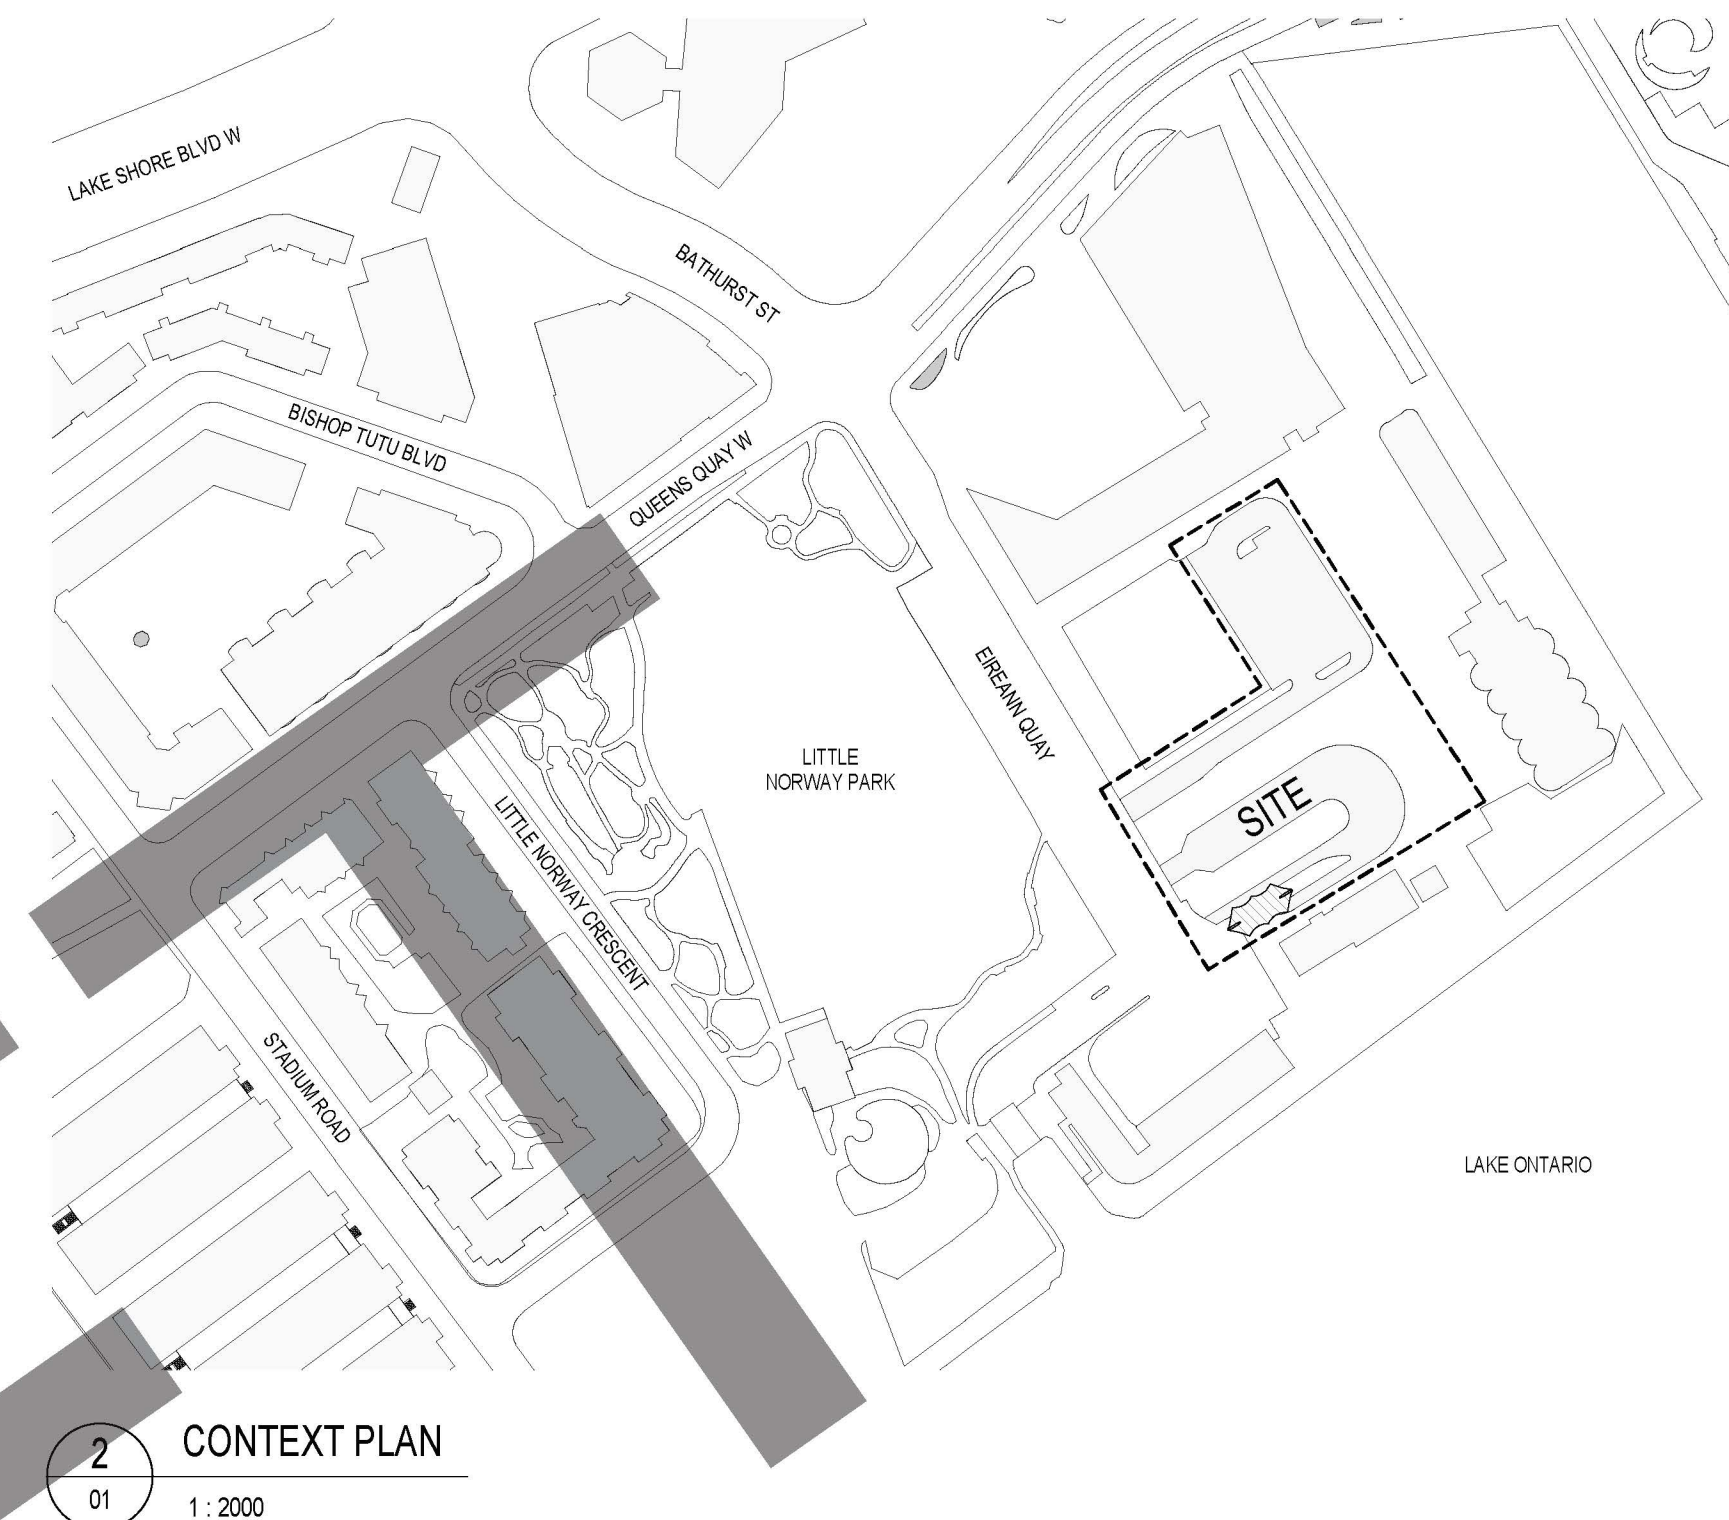 LAKE SHORE BLVD W
BATHURST ST
BISHOP TUTU BLVD
QUEENS QUAY W
EIREANN QUAY
LITTLE
NORWAY PARK
SITE
LITTLE NORWAY CRESCENT
STADIUM ROAD
LAKE ONTARIO
2
01
CONTEXT PLAN
1 : 2000